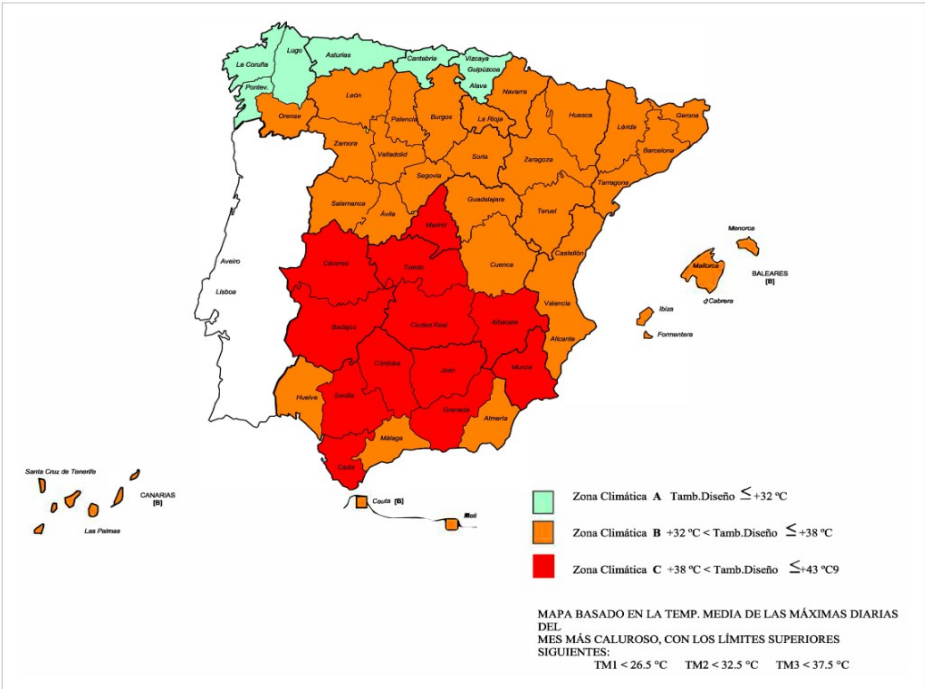 La Coruña
Lugo
Asturias
Cantabria
Vizcaya
Guipúzcoa
Alava
Pontev.
Orense
León
Palencia
Burgos
La Rioja
Navarra
Huesca
Lérida
Gerona
Barcelona
Zamora
Valladolid
Soria
Zaragoza
Tarragona
Segovia
Salamanca
Ávila
Guadalajara
Teruel
Madrid
Castellón
Menorca
Mallorca
BALEARES
[B]
Cabrera
Ibiza
Formentera
Aveiro
Lisboa
Cáceres
Toledo
Cuenca
Valencia
Badajoz
Ciudad Real
Albacete
Alicante
Córdoba
Jaén
Murcia
Huelva
Sevilla
Granada
Almería
Málaga
Cádiz
Santa Cruz de Tenerife
CANARIAS
[B]
Las Palmas
Ceuta [B]
Zona Climática A Tamb.Diseño ≤ +32 ºC
Zona Climática B +32 ºC < Tamb.Diseño ≤ +38 ºC
Zona Climática C +38 ºC < Tamb.Diseño ≤+43 ºC9
MAPA BASADO EN LA TEMP. MEDIA DE LAS MÁXIMAS DIARIAS
DEL
MES MÁS CALUROSO, CON LOS LÍMITES SUPERIORES
SIGUIENTES:
TM1 < 26.5 ºC TM2 < 32.5 ºC TM3 < 37.5 ºC